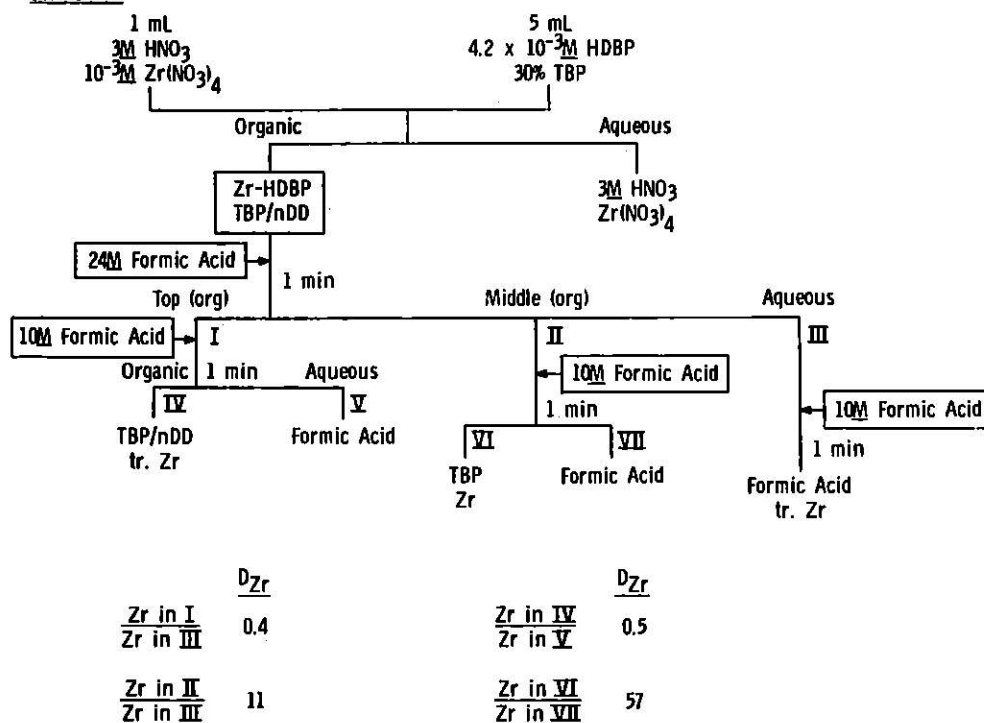 1 mL
3M HNO3
10-3M Zr(NO3)4
5 mL
4.2 x 10-3M HDBP
30% TBP
Organic
Aqueous
Zr-HDBP
TBP/nDD
3M HNO3
Zr(NO3)4
24M Formic Acid
1 min
Top (org)
Middle (org)
Aqueous
10M Formic Acid
I
II
III
Organic
1 min
Aqueous
10M Formic Acid
10M Formic Acid
IV
V
1 min
1 min
TBP/nDD
tr. Zr
Formic Acid
VI
VII
TBP
Zr
Formic Acid
Formic Acid
tr. Zr
DZr
DZr
Zr in I
Zr in III
0.4
Zr in IV
Zr in V
0.5
Zr in II
Zr in III
11
Zr in VI
Zr in VII
57